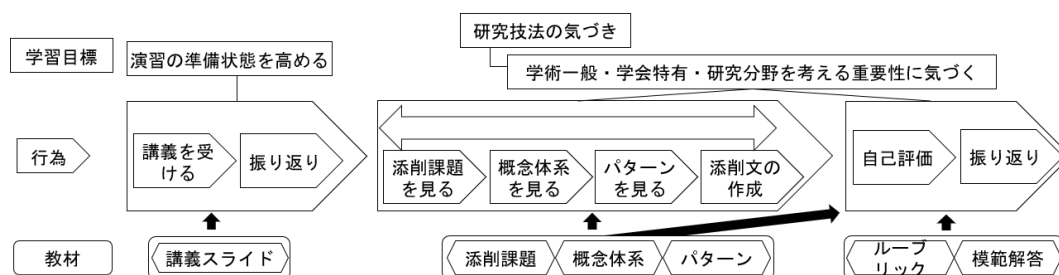 研究技法の気づき
学習目標
演習の準備状態を高める
学術一般・学会特有・研究分野を考える重要性に気づく
行為
講義を受
ける
振り返り
添削課題
を見る
概念体系
を見る
パターン
を見る
添削文の
作成
自己評価
振り返り
教材
講義スライド
添削課題
概念体系
パターン
ルーブ
リック
模範解答